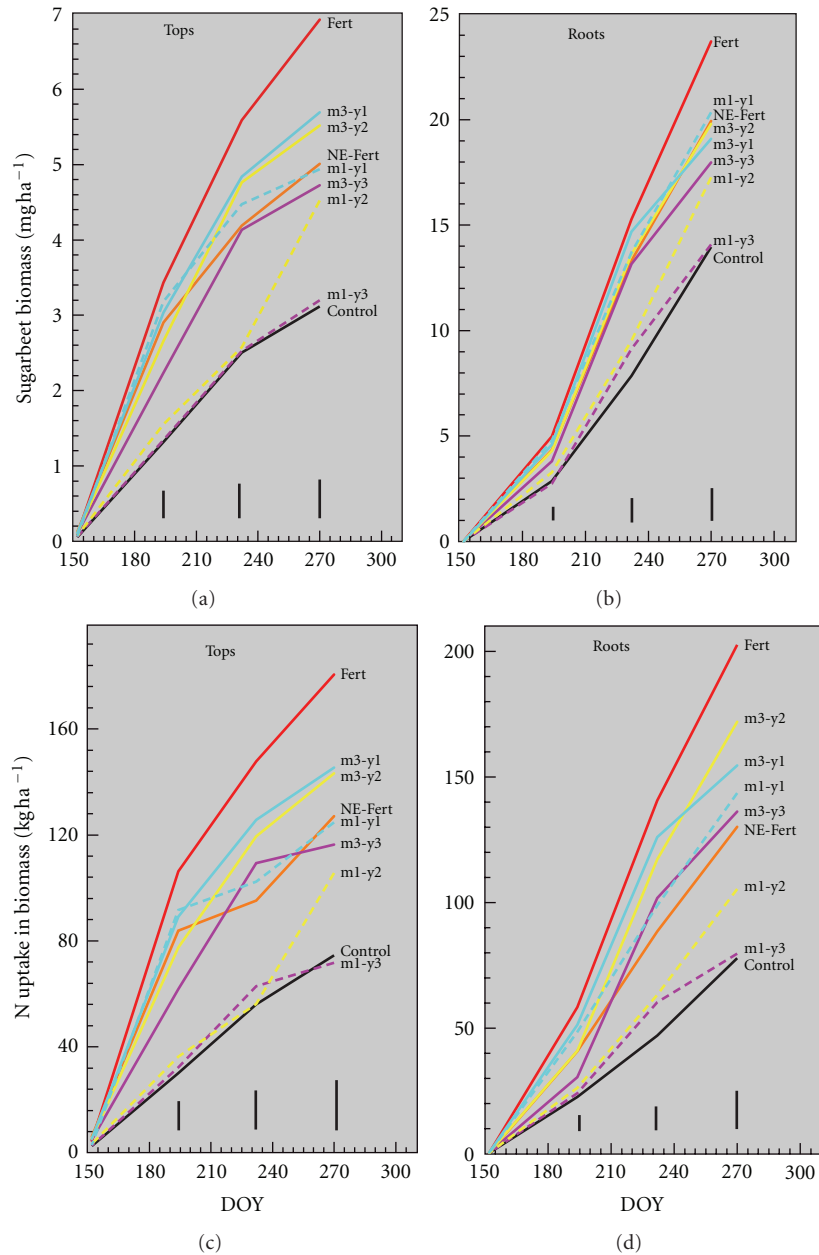 Tops
Sugarbeet biomass (mg ha⁻¹)
7
6
5
4
3
2
1
0
150 180 210 240 270 300
Fert
m3-y1
m3-y2
NE-Fert
m1-y1
m3-y3
m1-y2
m1-y3
Control
(a)
Roots
25
20
15
10
5
0
150 180 210 240 270 300
Fert
m1-y1
NE-Fert
m3-y2
m3-y1
m3-y3
m1-y2
m1-y3
Control
(b)
Tops
N uptake in biomass (kg ha⁻¹)
160
120
80
40
0
150 180 210 240 270 300
DOY
Fert
m3-y1
m3-y2
NE-Fert
m1-y1
m3-y3
m1-y2
Control
m1-y3
(c)
Roots
200
150
100
50
0
150 180 210 240 270 300
DOY
Fert
m3-y2
m3-y1
m1-y1
m3-y3
NE-Fert
m1-y2
m1-y3
Control
(d)